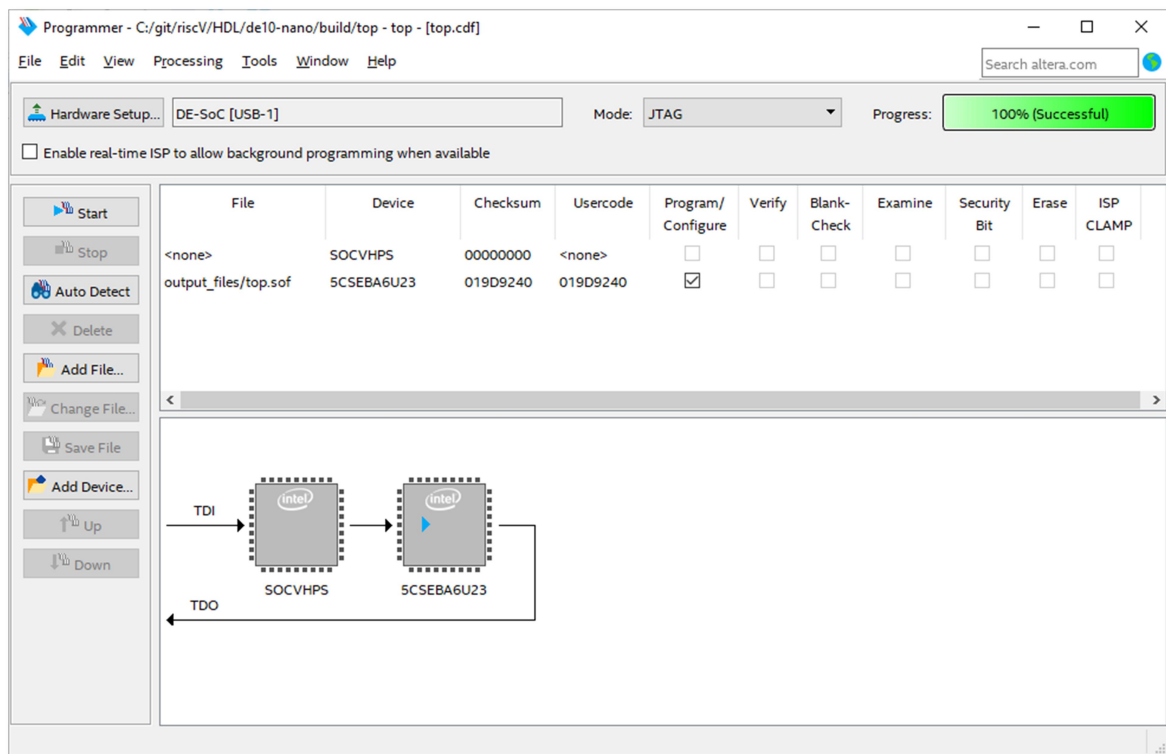 Programmer - C:/git/riscV/HDL/de10-nano/build/top - top - [top.cdf]
File Edit View Processing Tools Window Help
Search altera.com
Hardware Setup... DE-SoC [USB-1] Mode: JTAG Progress: 100% (Successful)
Enable real-time ISP to allow background programming when available
Start
Stop
Auto Detect
Delete
Add File...
Change File...
Save File
Add Device...
Up
Down
File Device Checksum Usercode Program/ Configure Verify Blank- Check Examine Security Bit Erase ISP CLAMP
<none> SOCVHPS 00000000 <none>
output_files/top.sof 5CSEBA6U23 019D9240 019D9240
TDI
intel
intel
SOCVHPS
5CSEBA6U23
TDO